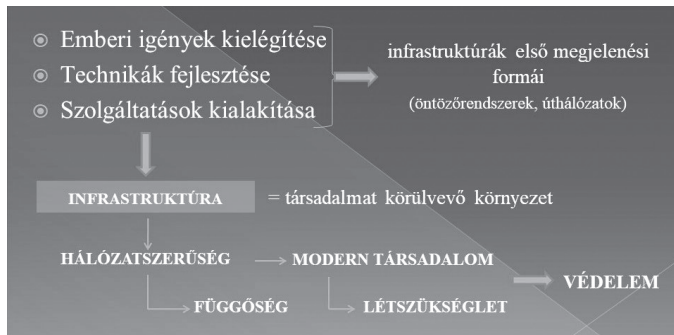 Emberi igények kielégítése
Technikák fejlesztése
Szolgáltatások kialakítása
infrastruktúrák első megjelenési
formái
(öntözőrendszerek, úthálózatok)
INFRASTRUKTÚRA = társadalmat körülvevő környezet
HÁLÓZATSZERŰSÉG MODERN TÁRSADALOM
VÉDELEM
FÜGGŐSÉG LÉTSZÜKSÉGLET